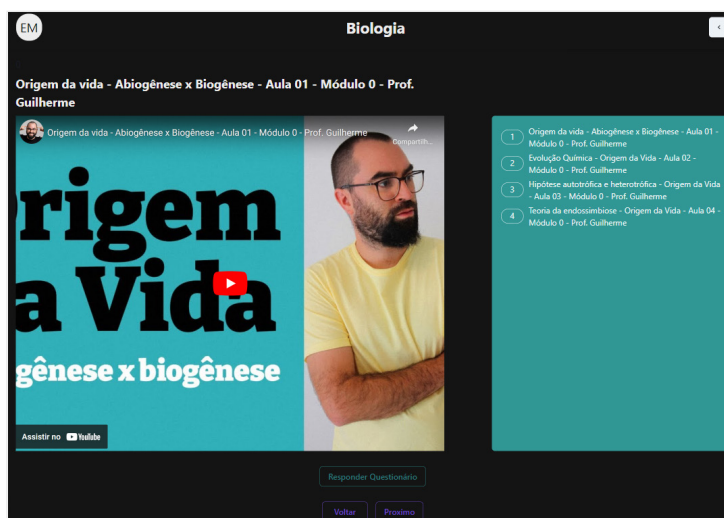 EM
Biologia
<
Origem da vida - Abiogênese x Biogênese - Aula 01 - Módulo 0 - Prof.
Guilherme
Origem da vida - Abiogênese x Biogênese - Aula 01 - Módulo 0 - Prof. Guilherme
Compartilh...
rigem
a Vida
gênese x biogênese
Assistir no YouTube
1 Origem da vida - Abiogênese x Biogênese - Aula 01 -
Módulo 0 - Prof. Guilherme
2 Evolução Química - Origem da Vida - Aula 02 -
Módulo 0 - Prof. Guilherme
3 Hipótese autotrófica e heterotrófica - Origem da Vida
- Aula 03 - Módulo 0 - Prof. Guilherme
4 Teoria da endossimbiose - Origem da Vida - Aula 04 -
Módulo 0 - Prof. Guilherme
Responder Questionário
Voltar Proximo